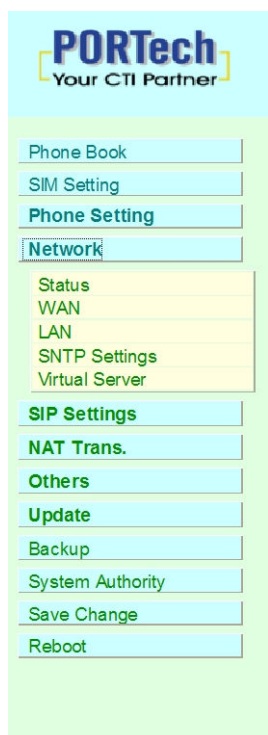 PORTech
Your CTI Partner
Phone Book
SIM Setting
Phone Setting
Network
Status
WAN
LAN
SNTP Settings
Virtual Server
SIP Settings
NAT Trans.
Others
Update
Backup
System Authority
Save Change
Reboot